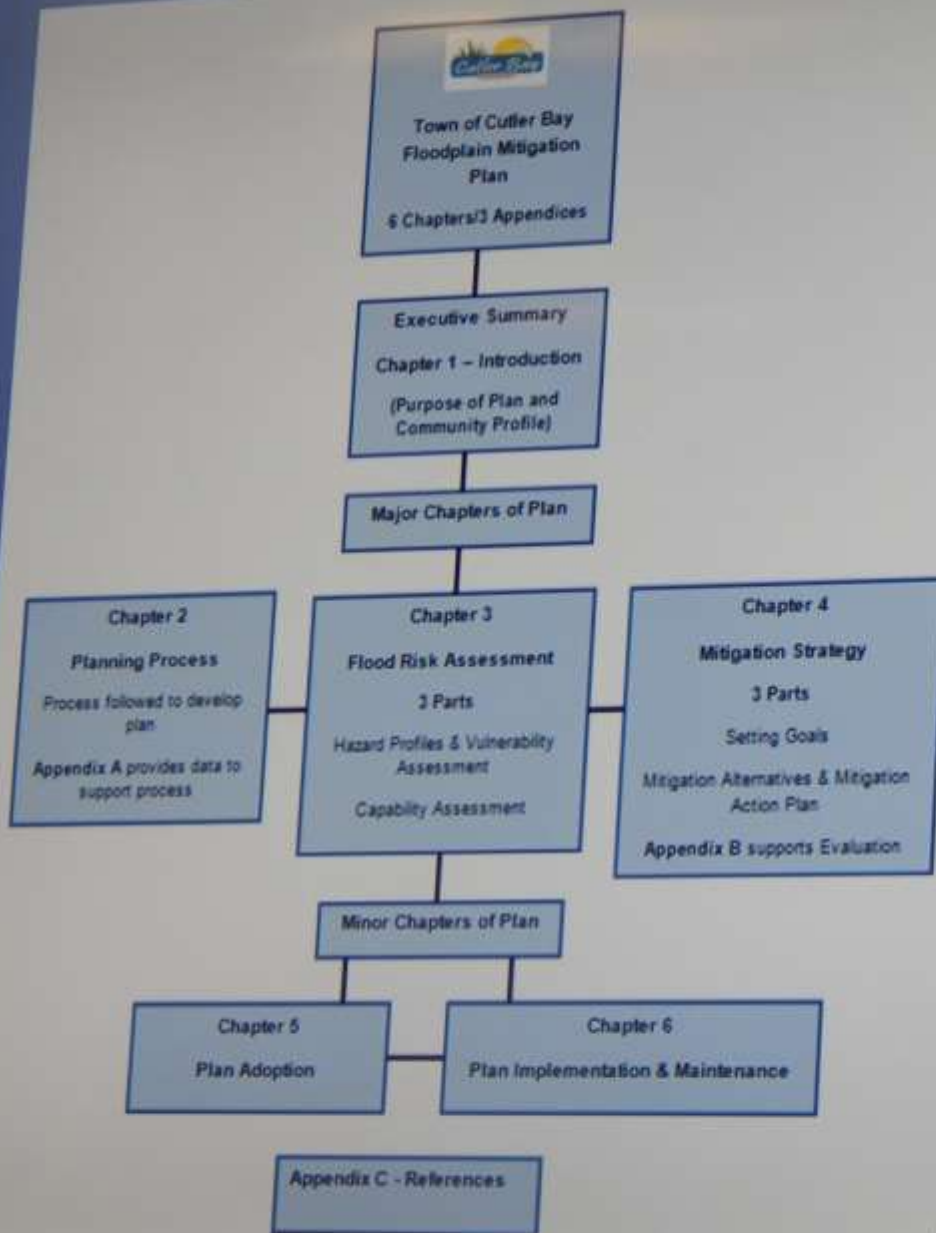 Cutler Bay
Town of Cutler Bay
Floodplain Mitigation
Plan
6 Chapters/3 Appendices
Executive Summary
Chapter 1 – Introduction
(Purpose of Plan and
Community Profile)
Major Chapters of Plan
Chapter 2
Planning Process
Process followed to develop
plan
Appendix A provides data to
support process
Chapter 3
Flood Risk Assessment
3 Parts
Hazard Profiles & Vulnerability
Assessment
Capability Assessment
Chapter 4
Mitigation Strategy
3 Parts
Setting Goals
Mitigation Alternatives & Mitigation
Action Plan
Appendix B supports Evaluation
Minor Chapters of Plan
Chapter 5
Plan Adoption
Chapter 6
Plan Implementation & Maintenance
Appendix C - References